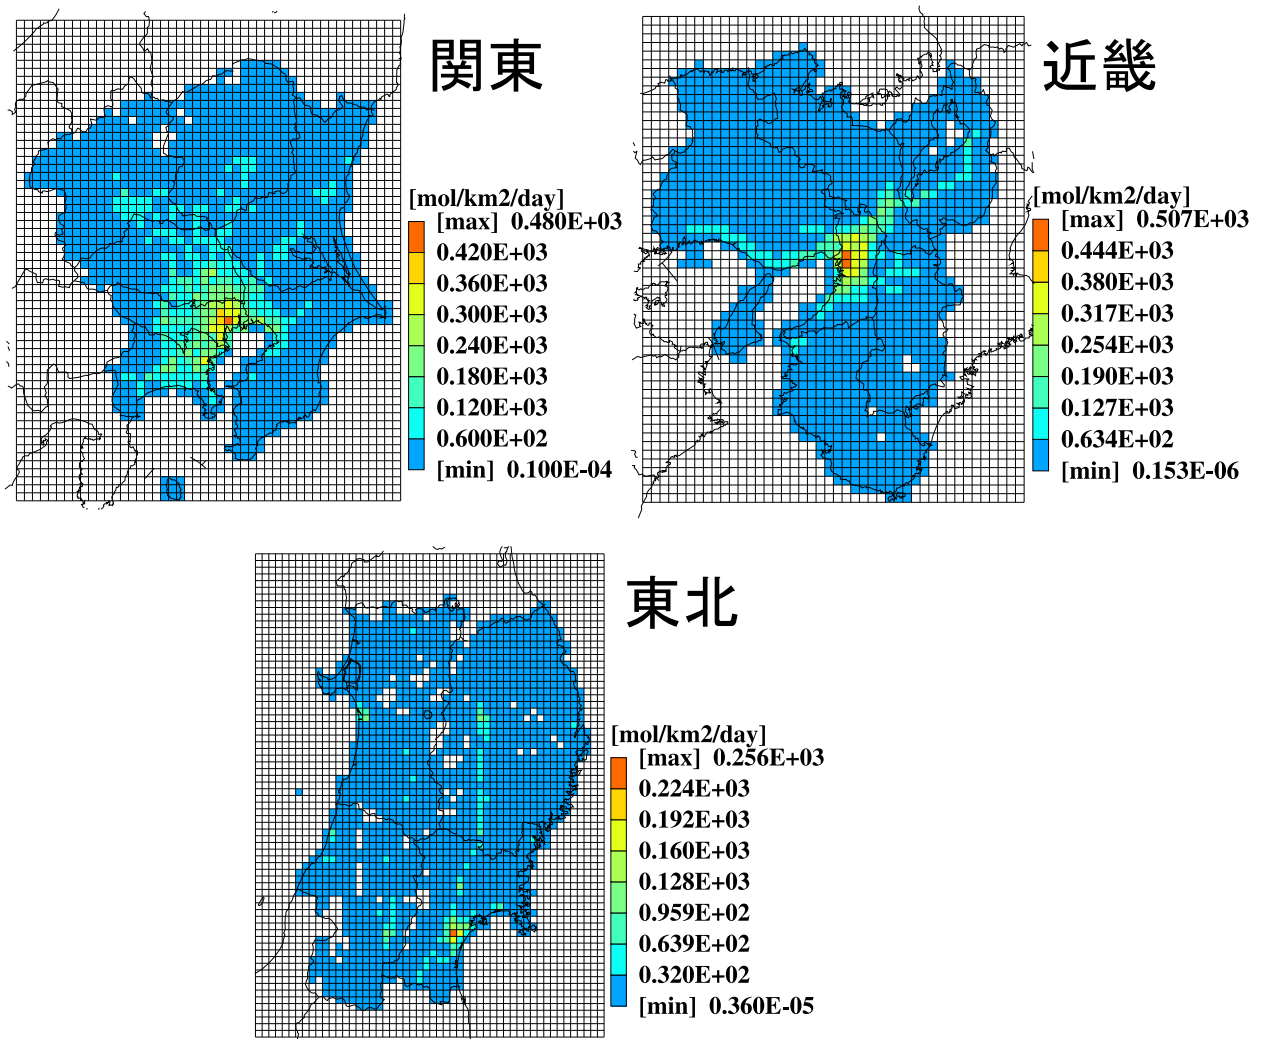 関東
[mol/km2/day]
[max] 0.480E+03
0.420E+03
0.360E+03
0.300E+03
0.240E+03
0.180E+03
0.120E+03
0.600E+02
[min] 0.100E-04
近畿
[mol/km2/day]
[max] 0.507E+03
0.444E+03
0.380E+03
0.317E+03
0.254E+03
0.190E+03
0.127E+03
0.634E+02
[min] 0.153E-06
東北
[mol/km2/day]
[max] 0.256E+03
0.224E+03
0.192E+03
0.160E+03
0.128E+03
0.959E+02
0.639E+02
0.320E+02
[min] 0.360E-05